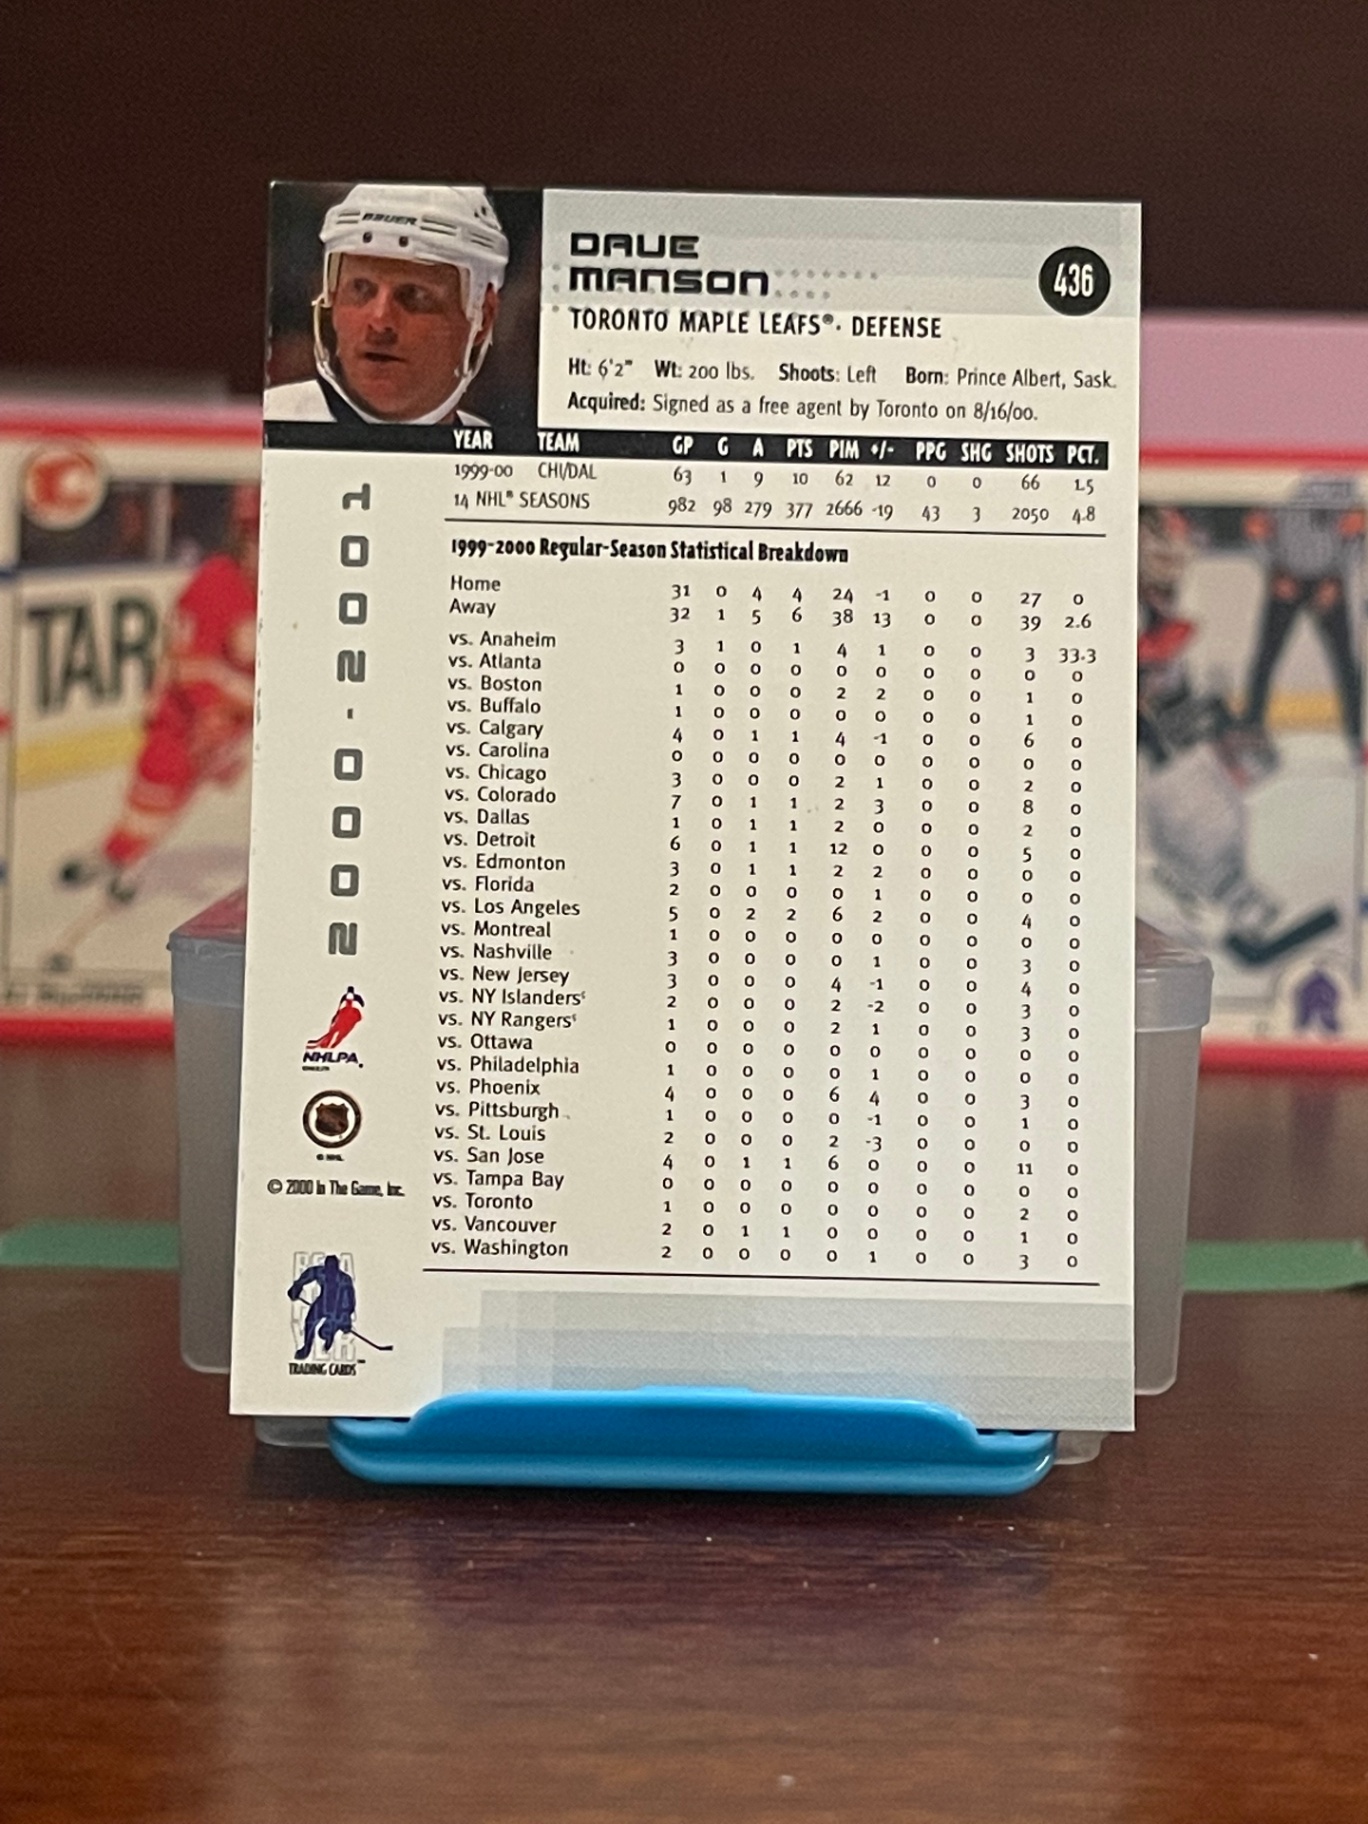 BAUER
DAVE
MANSON
436
TORONTO MAPLE LEAFS®· DEFENSE
Ht: 6'2" Wt: 200 lbs. Shoots: Left Born: Prince Albert, Sask.
Acquired: Signed as a free agent by Toronto on 8/16/00.
YEAR TEAM GP G A PTS PIM +/- PPG SHG SHOTS PCT.
1999-00 CHI/DAL 63 1 9 10 62 12 0 0 66 1.5
14 NHL® SEASONS 982 98 279 377 2666 -19 43 3 2050 4.8
1999-2000 Regular-Season Statistical Breakdown
Home 31 0 4 4 24 -1 0 0 27 0
Away 32 1 5 6 38 13 0 0 39 2.6
vs. Anaheim 3 1 0 1 4 1 0 0 3 33.3
vs. Atlanta 0 0 0 0 0 0 0 0 0 0
vs. Boston 1 0 0 0 2 2 0 0 1 0
vs. Buffalo 1 0 0 0 0 0 0 0 1 0
vs. Calgary 4 0 1 1 4 -1 0 0 6 0
vs. Carolina 0 0 0 0 0 0 0 0 0 0
vs. Chicago 3 0 0 0 2 1 0 0 2 0
vs. Colorado 7 0 1 1 2 3 0 0 8 0
vs. Dallas 1 0 1 1 2 0 0 0 2 0
vs. Detroit 6 0 1 1 12 0 0 0 5 0
vs. Edmonton 3 0 1 1 2 2 0 0 0 0
vs. Florida 2 0 0 0 0 1 0 0 0 0
vs. Los Angeles 5 0 2 2 6 2 0 0 4 0
vs. Montreal 1 0 0 0 0 0 0 0 0 0
vs. Nashville 3 0 0 0 0 1 0 0 3 0
vs. New Jersey 3 0 0 0 4 -1 0 0 4 0
vs. NY Islanders 2 0 0 0 2 -2 0 0 3 0
vs. NY Rangers 1 0 0 0 2 1 0 0 3 0
vs. Ottawa 0 0 0 0 0 0 0 0 0 0
vs. Philadelphia 1 0 0 0 0 1 0 0 0 0
vs. Phoenix 4 0 0 0 6 4 0 0 3 0
vs. Pittsburgh 1 0 0 0 0 -1 0 0 1 0
vs. St. Louis 2 0 0 0 2 -3 0 0 0 0
vs. San Jose 4 0 1 1 6 0 0 0 11 0
vs. Tampa Bay 0 0 0 0 0 0 0 0 0 0
vs. Toronto 1 0 0 0 0 0 0 0 2 0
vs. Vancouver 2 0 1 1 0 0 0 0 1 0
vs. Washington 2 0 0 0 0 1 0 0 3 0
2000-2001
NHLPA.
© NHL
© 2000 In The Game, Inc.
BE A
PLA
YER
TRADING CARDS™
TAR